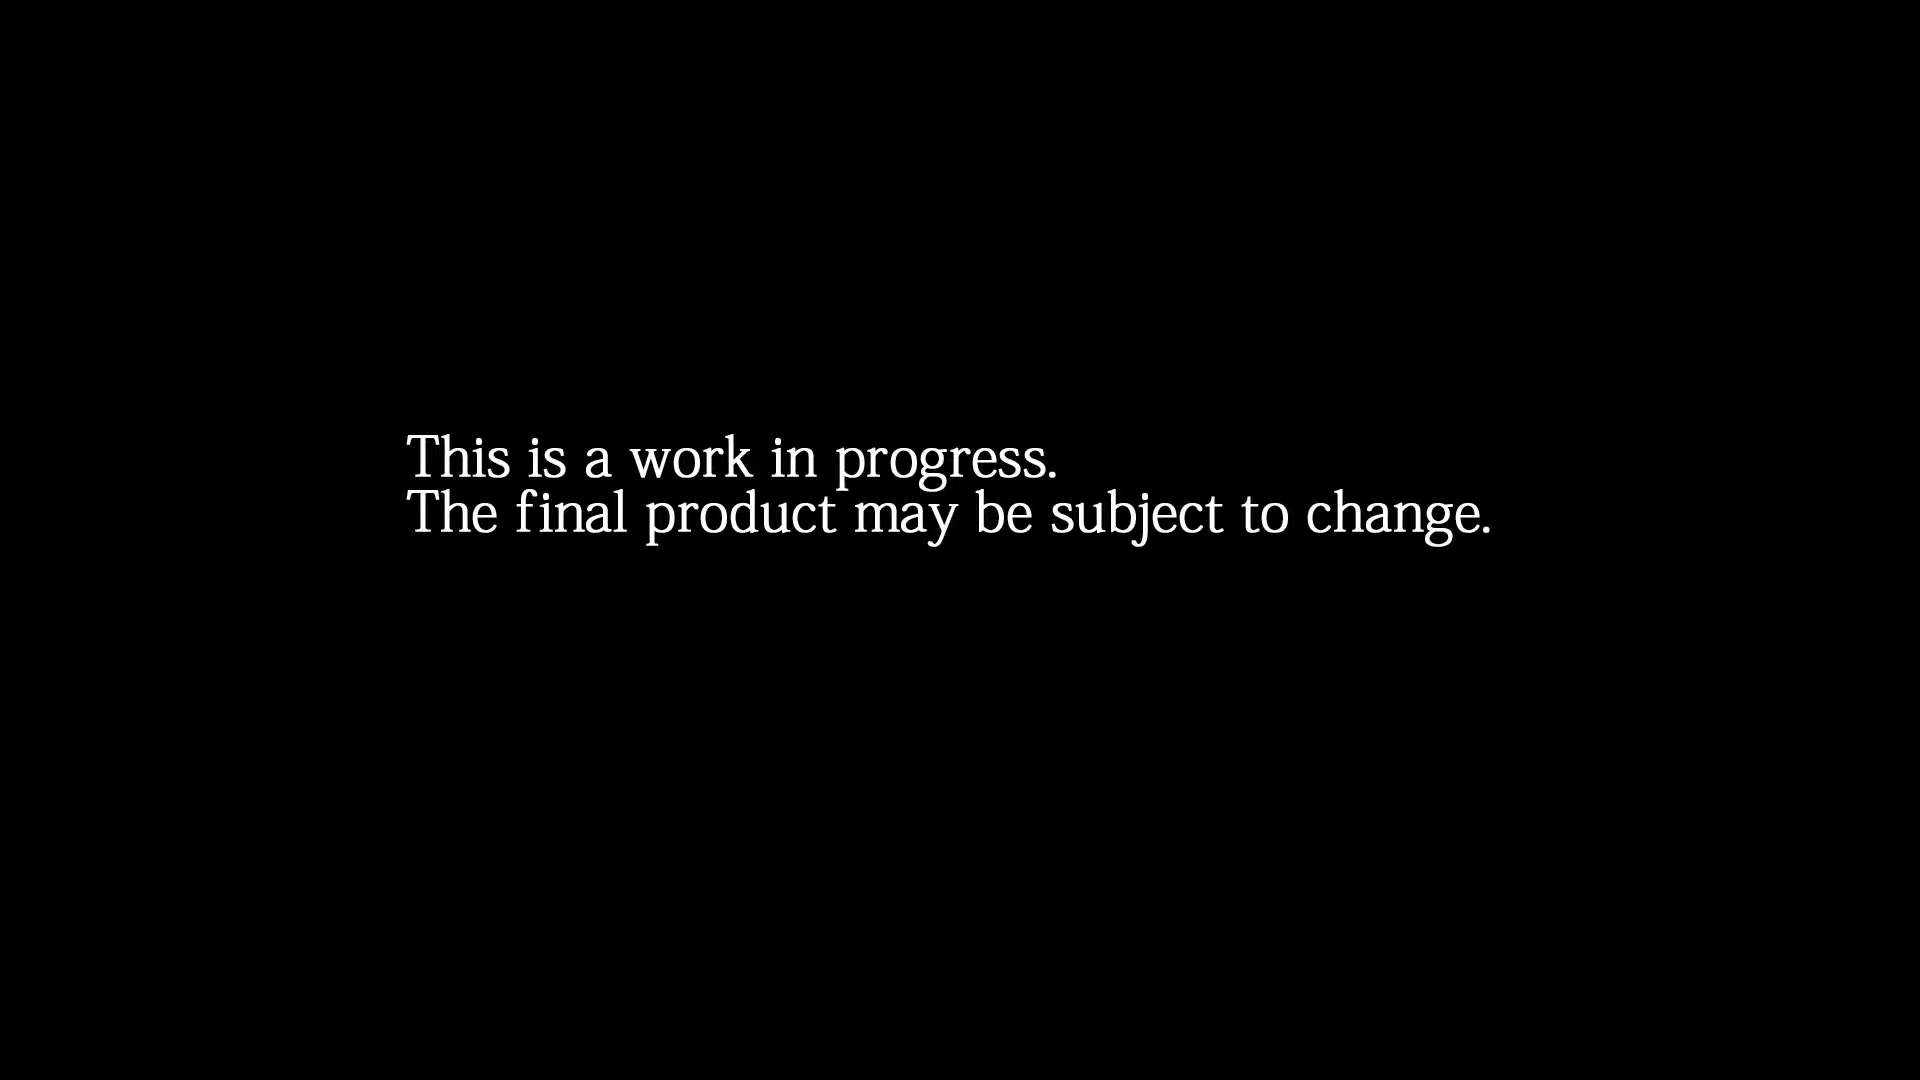 This is a work in progress.
The final product may be subject to change.